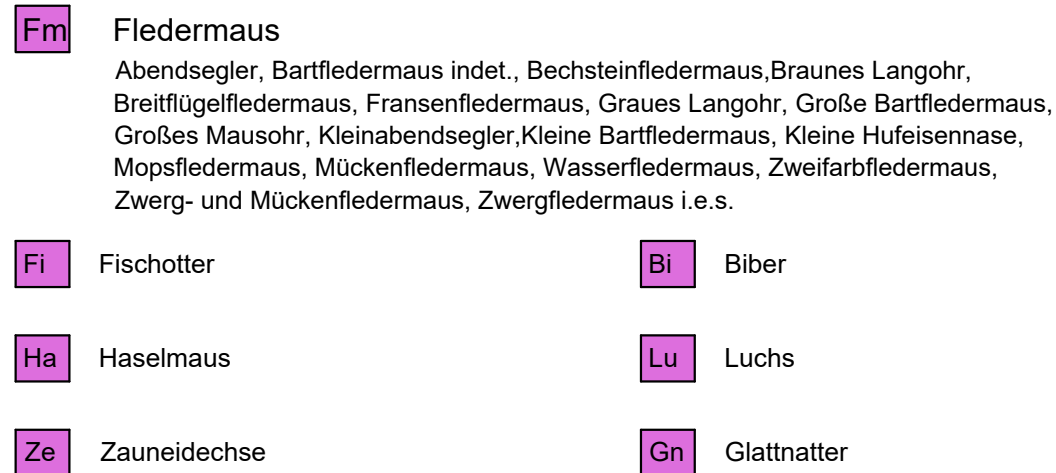 Fm Fledermaus
Abendsegler, Bartfledermaus indet., Bechsteinfledermaus,Braunes Langohr,
Breitflügelfledermaus, Fransenfledermaus, Graues Langohr, Große Bartfledermaus,
Großes Mausohr, Kleinabendsegler,Kleine Bartfledermaus, Kleine Hufeisennase,
Mopsfledermaus, Mückenfledermaus, Wasserfledermaus, Zweifarbfledermaus,
Zwerg- und Mückenfledermaus, Zwergfledermaus i.e.s.
Fi Fischotter Bi Biber
Ha Haselmaus Lu Luchs
Ze Zauneidechse Gn Glattnatter